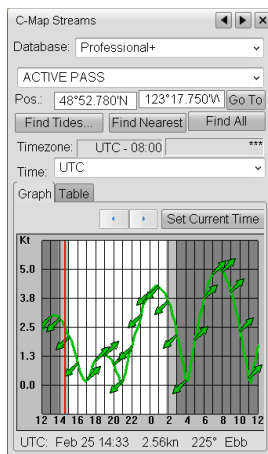 C-Map Streams
Database: Professional+
ACTIVE PASS
Pos.: 48°52.780'N 123°17.750'W Go To
Find Tides... Find Nearest Find All
Timezone: UTC - 08:00 ***
Time: UTC
Graph Table
Set Current Time
Kt
5.0
3.8
2.5
1.3
0.0
12 14 16 18 20 22 0 2 4 6 8 10 12
UTC: Feb 25 14:33 2.56kn 225° Ebb